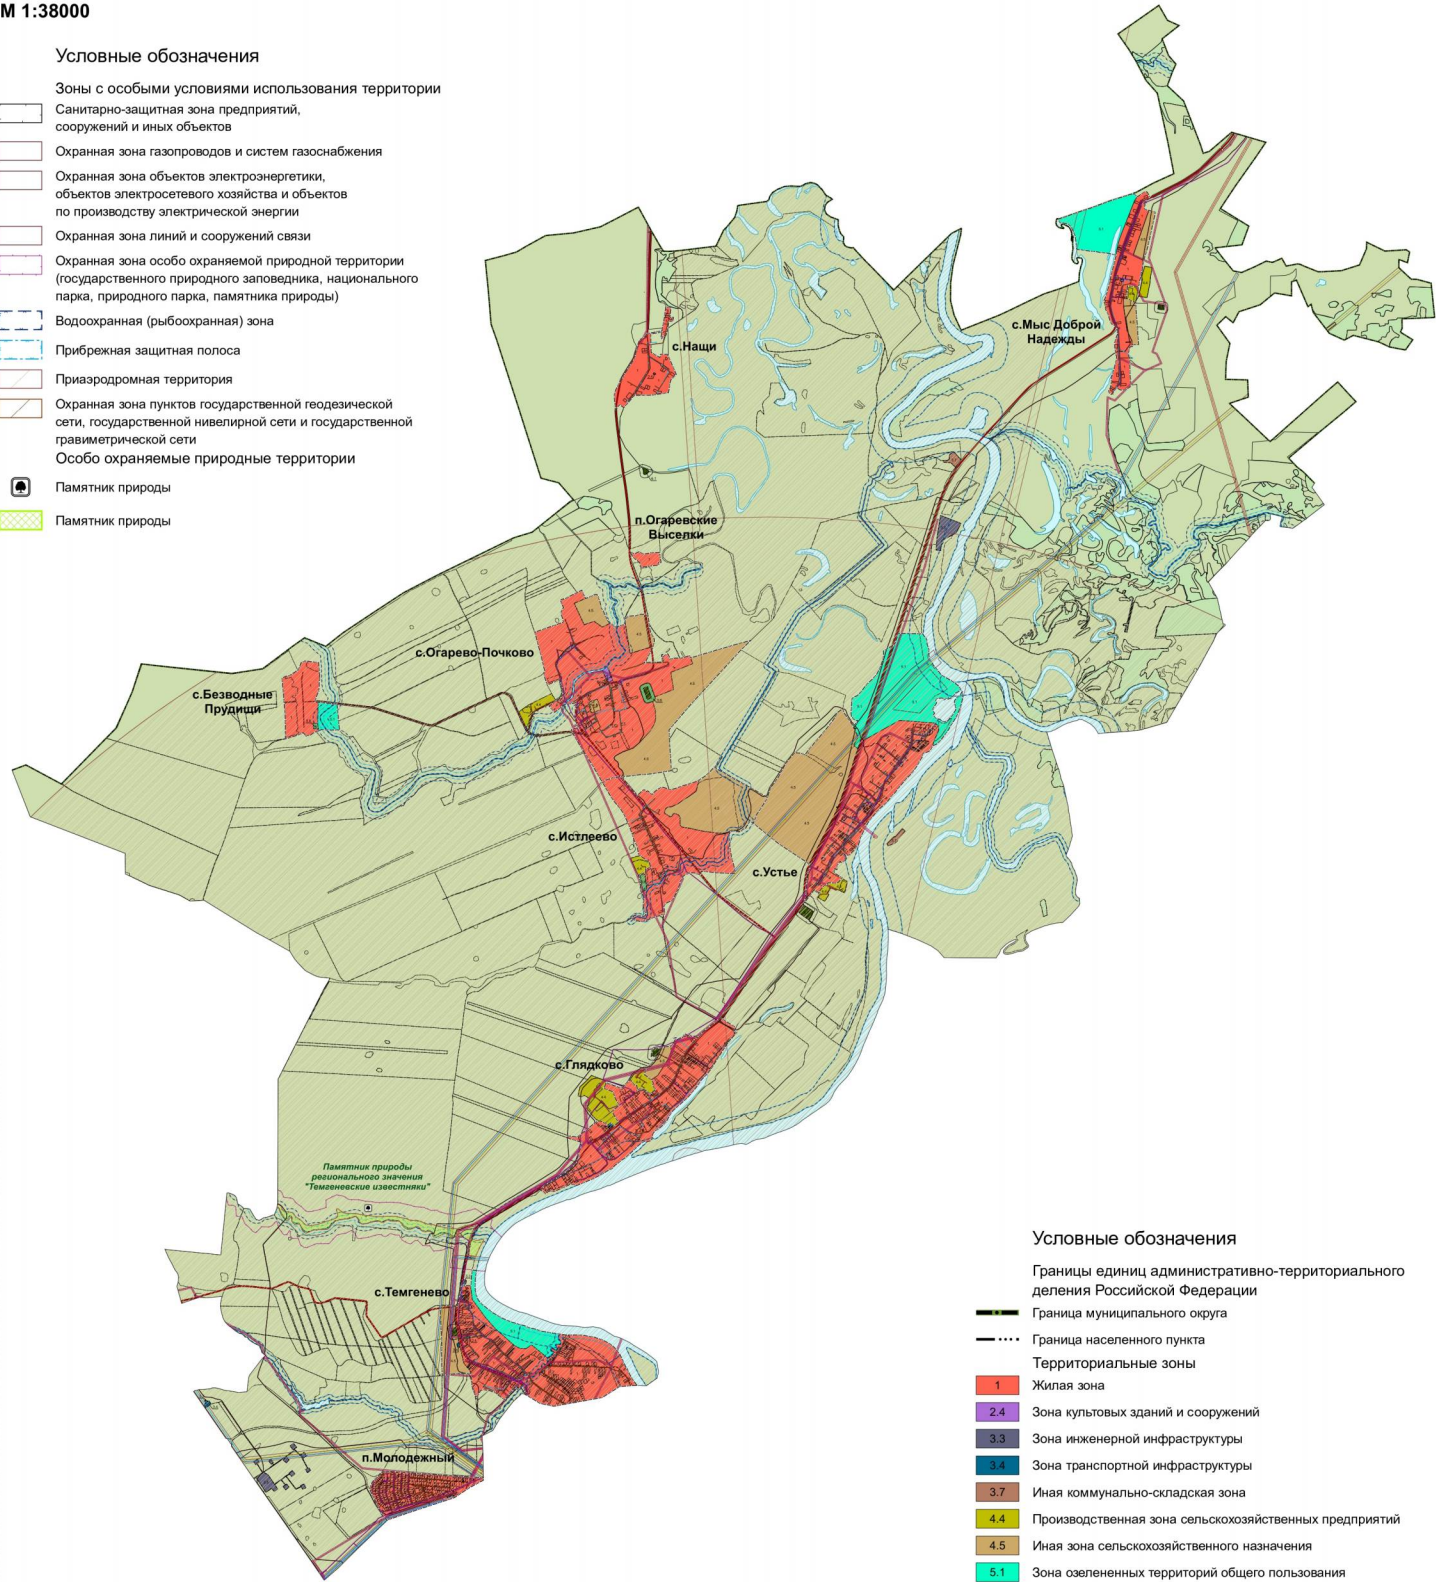 М 1:38000
Условные обозначения
Зоны с особыми условиями использования территории
Санитарно-защитная зона предприятий,
сооружений и иных объектов
Охранная зона газопроводов и систем газоснабжения
Охранная зона объектов электроэнергетики,
объектов электросетевого хозяйства и объектов
по производству электрической энергии
Охранная зона линий и сооружений связи
Охранная зона особо охраняемой природной территории
(государственного природного заповедника, национального
парка, природного парка, памятника природы)
Водоохранная (рыбоохранная) зона
Прибрежная защитная полоса
Приаэродромная территория
Охранная зона пунктов государственной геодезической
сети, государственной нивелирной сети и государственной
гравиметрической сети
Особо охраняемые природные территории
Памятник природы
Памятник природы
с.Мыс Доброй
Надежды
с.Нащи
п.Огаревские
Выселки
с.Огарево-Почково
с.Безводные
Прудищи
с.Истлеево
с.Устье
с.Глядково
Памятник природы
регионального значения
"Темгеневские известняки"
с.Темгенево
п.Молодежный
Условные обозначения
Границы единиц административно-территориального
деления Российской Федерации
Граница муниципального округа
Граница населенного пункта
Территориальные зоны
1 Жилая зона
2.4 Зона культовых зданий и сооружений
3.3 Зона инженерной инфраструктуры
3.4 Зона транспортной инфраструктуры
3.7 Иная коммунально-складская зона
4.4 Производственная зона сельскохозяйственных предприятий
4.5 Иная зона сельскохозяйственного назначения
5.1 Зона озелененных территорий общего пользования